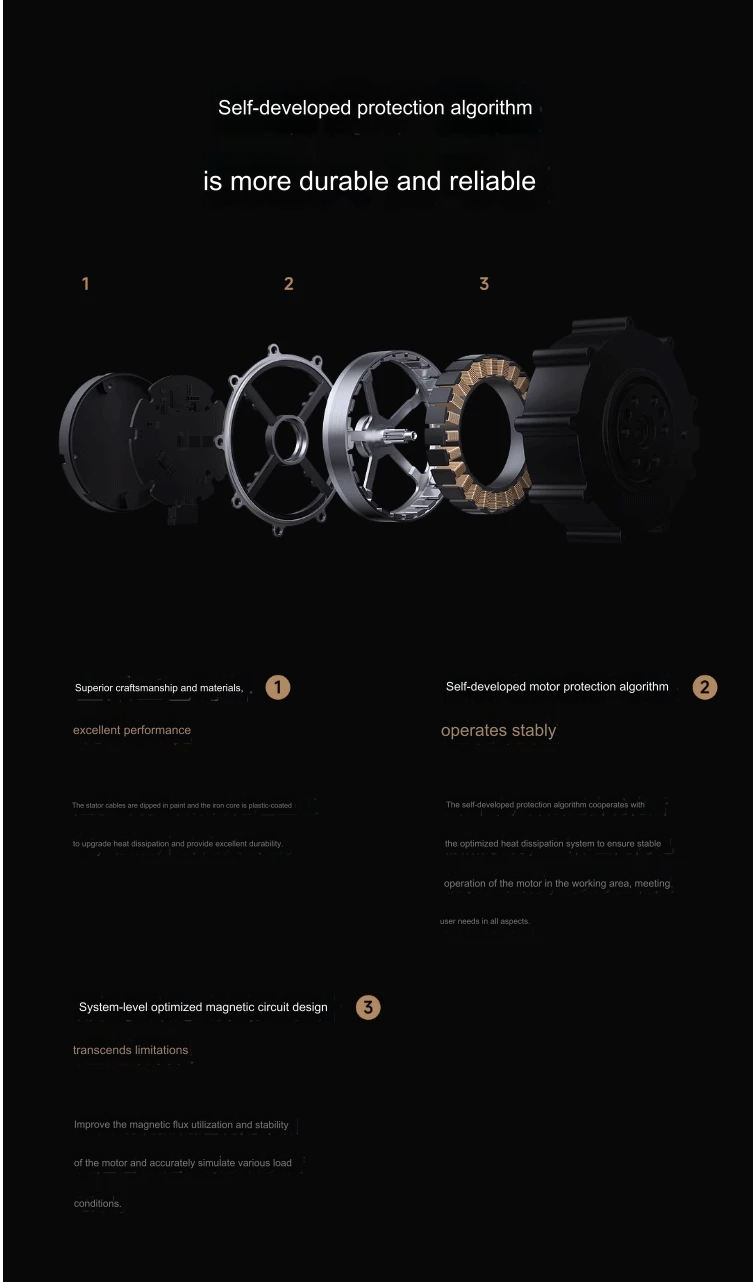 Self-developed protection algorithm
is more durable and reliable
1
2
3
Superior craftsmanship and materials,
1
excellent performance
The stator cables are dipped in paint and the iron core is plastic-coated
to upgrade heat dissipation and provide excellent durability.
Self-developed motor protection algorithm
2
operates stably
The self-developed protection algorithm cooperates with
the optimized heat dissipation system to ensure stable
operation of the motor in the working area, meeting
user needs in all aspects.
System-level optimized magnetic circuit design
3
transcends limitations
Improve the magnetic flux utilization and stability
of the motor and accurately simulate various load
conditions.